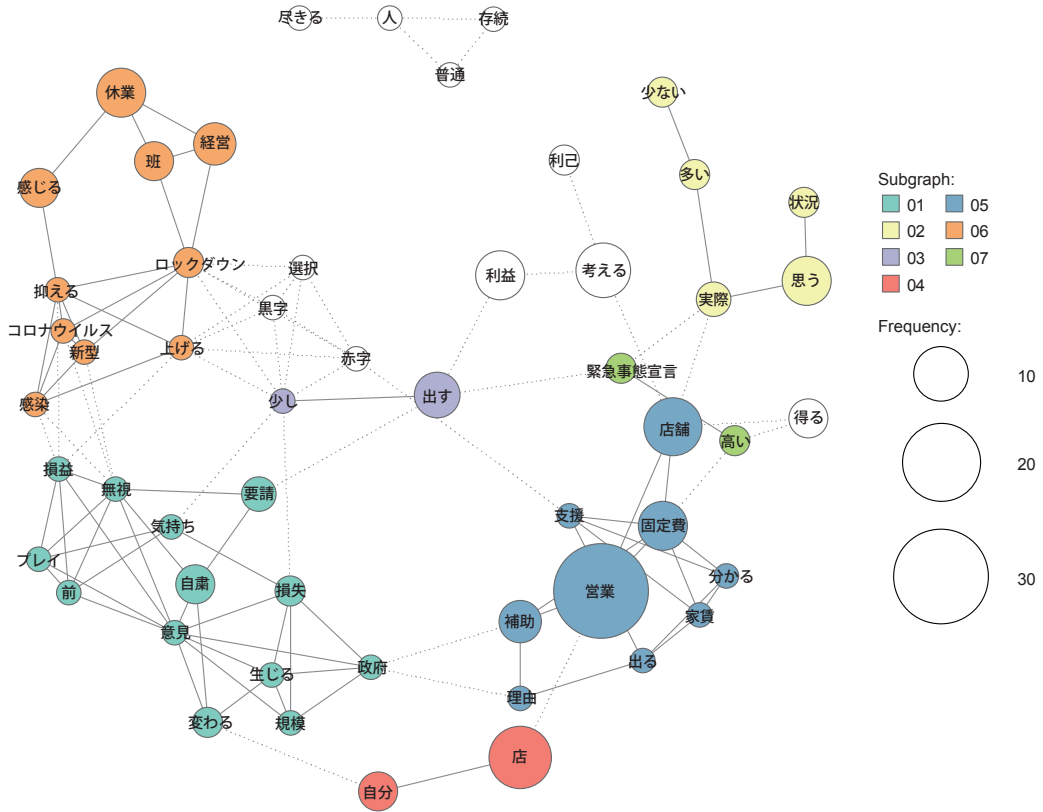 尽きる
人
存続
普通
休業
少ない
経営
班
利己
多い
感じる
状況
ロックダウン
選択
利益
考える
思う
抑える
黒字
実際
コロナウイルス
新型
上げる
赤字
緊急事態宣言
感染
少し
出す
得る
店舗
高い
損益
無視
要請
気持ち
支援
固定費
プレイ
前
自粛
損失
営業
分かる
家賃
補助
意見
生じる
政府
出る
理由
変わる
規模
店
自分
Subgraph:
01 05
02 06
03 07
04
Frequency:
10
20
30